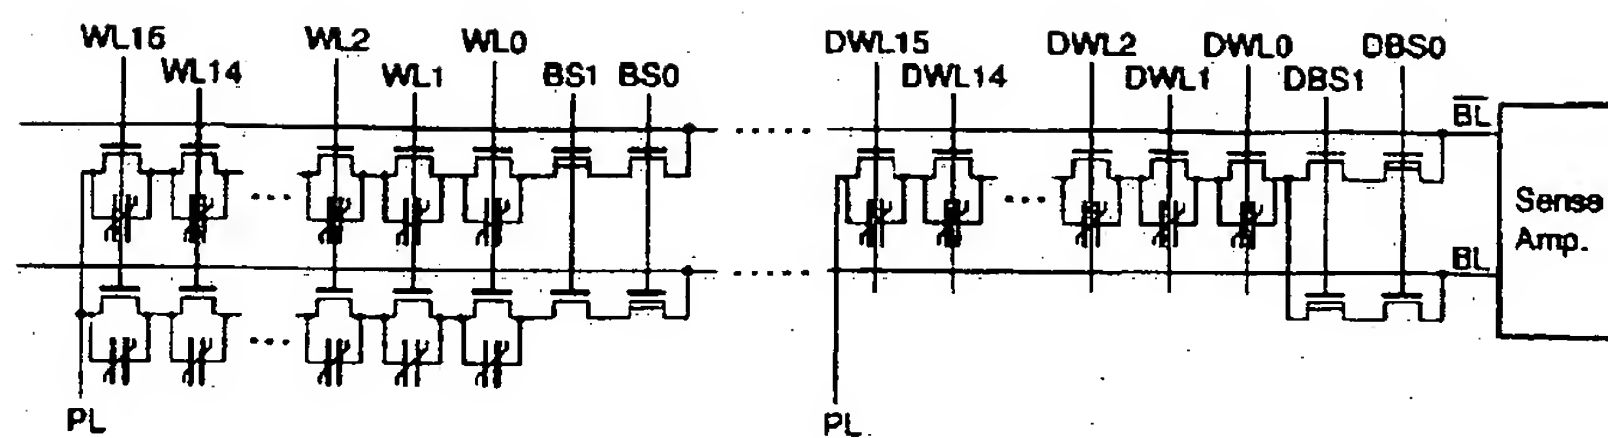 WL16 WL2 WL0 DWL15 DWL2 DWL0 DBS0
WL14 WL1 BS1 BS0 DWL14 DWL1 DBS1
BL
Sense
Amp.
BL
PL PL